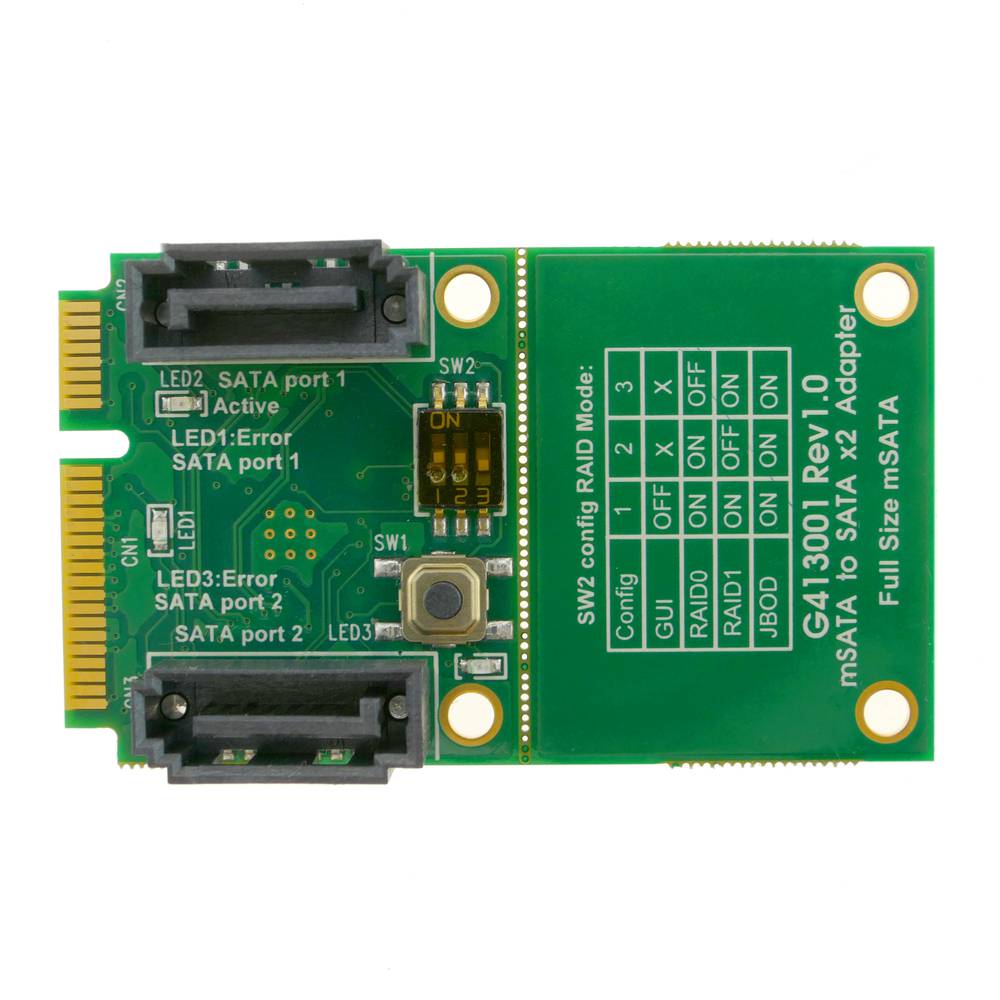 CN2
LED2 SATA port 1
Active
LED1:Error
SATA port 1
SW2
ON
1 2 3
CN1
LED1
SW1
LED3:Error
SATA port 2
SATA port 2
LED3
CN3
SW2 config RAID Mode:
Config 1 2 3
GUI OFF X X
RAID0 ON ON OFF
RAID1 ON OFF ON
JBOD ON ON ON
G413001 Rev1.0
mSATA to SATA x2 Adapter
Full Size mSATA